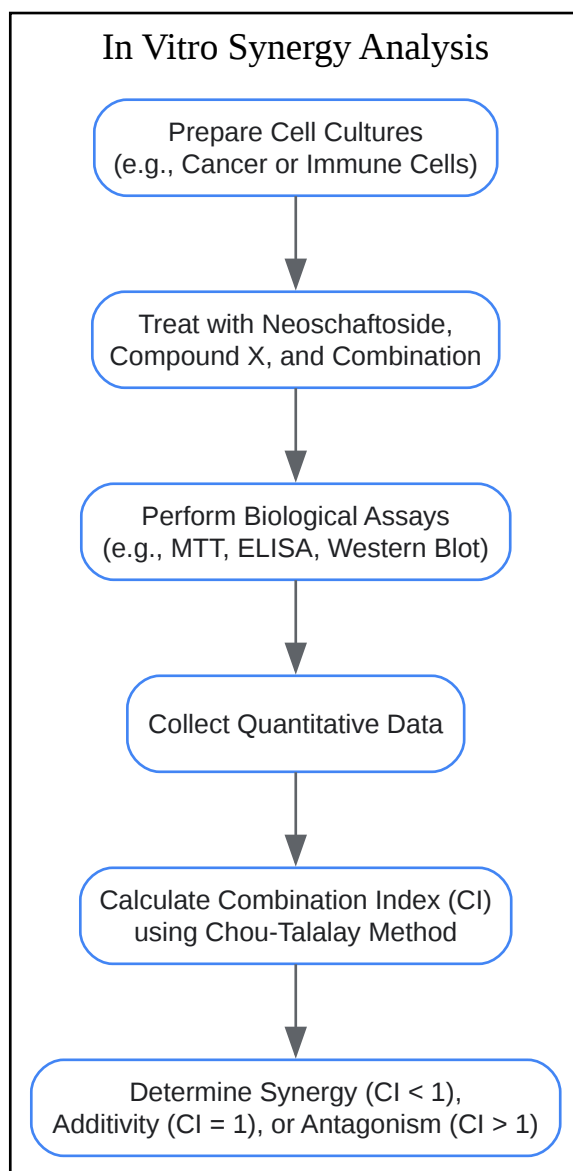 In Vitro Synergy Analysis
Prepare Cell Cultures
(e.g., Cancer or Immune Cells)
Treat with Neoschaftoside,
Compound X, and Combination
Perform Biological Assays
(e.g., MTT, ELISA, Western Blot)
Collect Quantitative Data
Calculate Combination Index (CI)
using Chou-Talalay Method
Determine Synergy (CI < 1),
Additivity (CI = 1), or Antagonism (CI > 1)